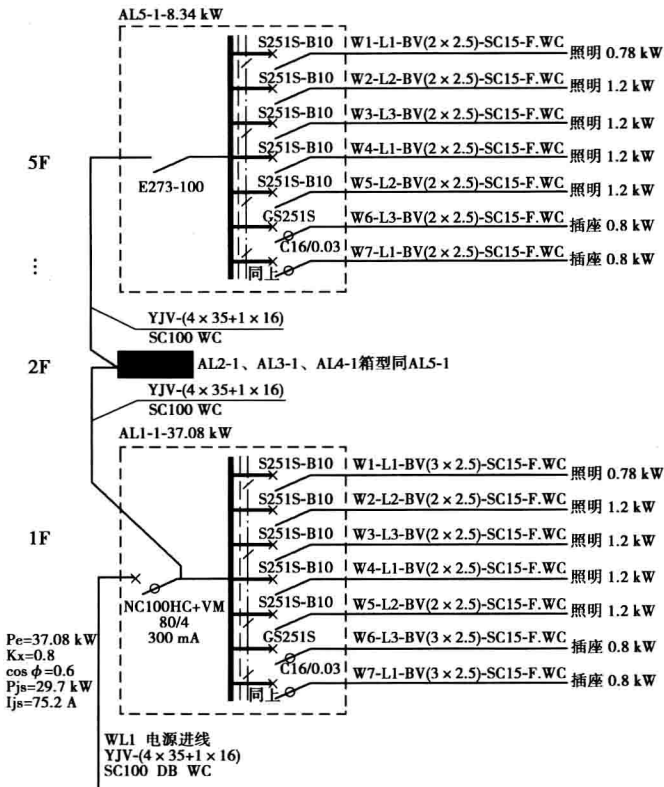 AL5-1-8.34 kW
S251S-B10 W1-L1-BV(2×2.5)-SC15-F.WC 照明 0.78 kW
S251S-B10 W2-L2-BV(2×2.5)-SC15-F.WC 照明 1.2 kW
S251S-B10 W3-L3-BV(2×2.5)-SC15-F.WC 照明 1.2 kW
S251S-B10 W4-L1-BV(2×2.5)-SC15-F.WC 照明 1.2 kW
S251S-B10 W5-L2-BV(2×2.5)-SC15-F.WC 照明 1.2 kW
GS251S W6-L3-BV(2×2.5)-SC15-F.WC 插座 0.8 kW
C16/0.03 W7-L1-BV(2×2.5)-SC15-F.WC 插座 0.8 kW
同上
5F
E273-100
⋮
YJV-(4×35+1×16)
SC100 WC
2F
AL2-1、AL3-1、AL4-1箱型同AL5-1
YJV-(4×35+1×16)
SC100 WC
AL1-1-37.08 kW
S251S-B10 W1-L1-BV(3×2.5)-SC15-F.WC 照明 0.78 kW
S251S-B10 W2-L2-BV(2×2.5)-SC15-F.WC 照明 1.2 kW
S251S-B10 W3-L3-BV(3×2.5)-SC15-F.WC 照明 1.2 kW
S251S-B10 W4-L1-BV(3×2.5)-SC15-F.WC 照明 1.2 kW
S251S-B10 W5-L2-BV(2×2.5)-SC15-F.WC 照明 1.2 kW
GS251S W6-L3-BV(3×2.5)-SC15-F.WC 插座 0.8 kW
C16/0.03 W7-L1-BV(3×2.5)-SC15-F.WC 插座 0.8 kW
同上
1F
NC100HC+VM
80/4
300 mA
Pe=37.08 kW
Kx=0.8
cos ϕ=0.6
Pjs=29.7 kW
Ijs=75.2 A
WL1 电源进线
YJV-(4×35+1×16)
SC100 DB WC